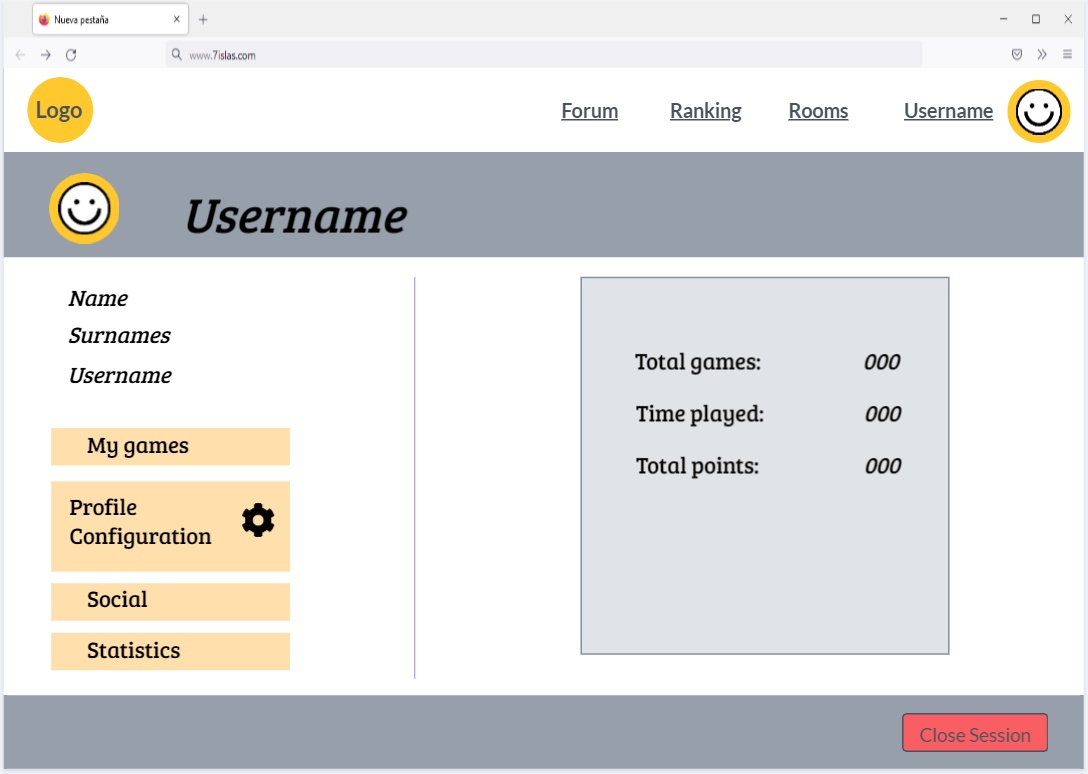 Nueva pestaña
www.7islas.com
Logo
Forum Ranking Rooms Username
Username
Name
Surnames
Username
My games
Profile
Configuration
Social
Statistics
Total games: 000
Time played: 000
Total points: 000
Close Session